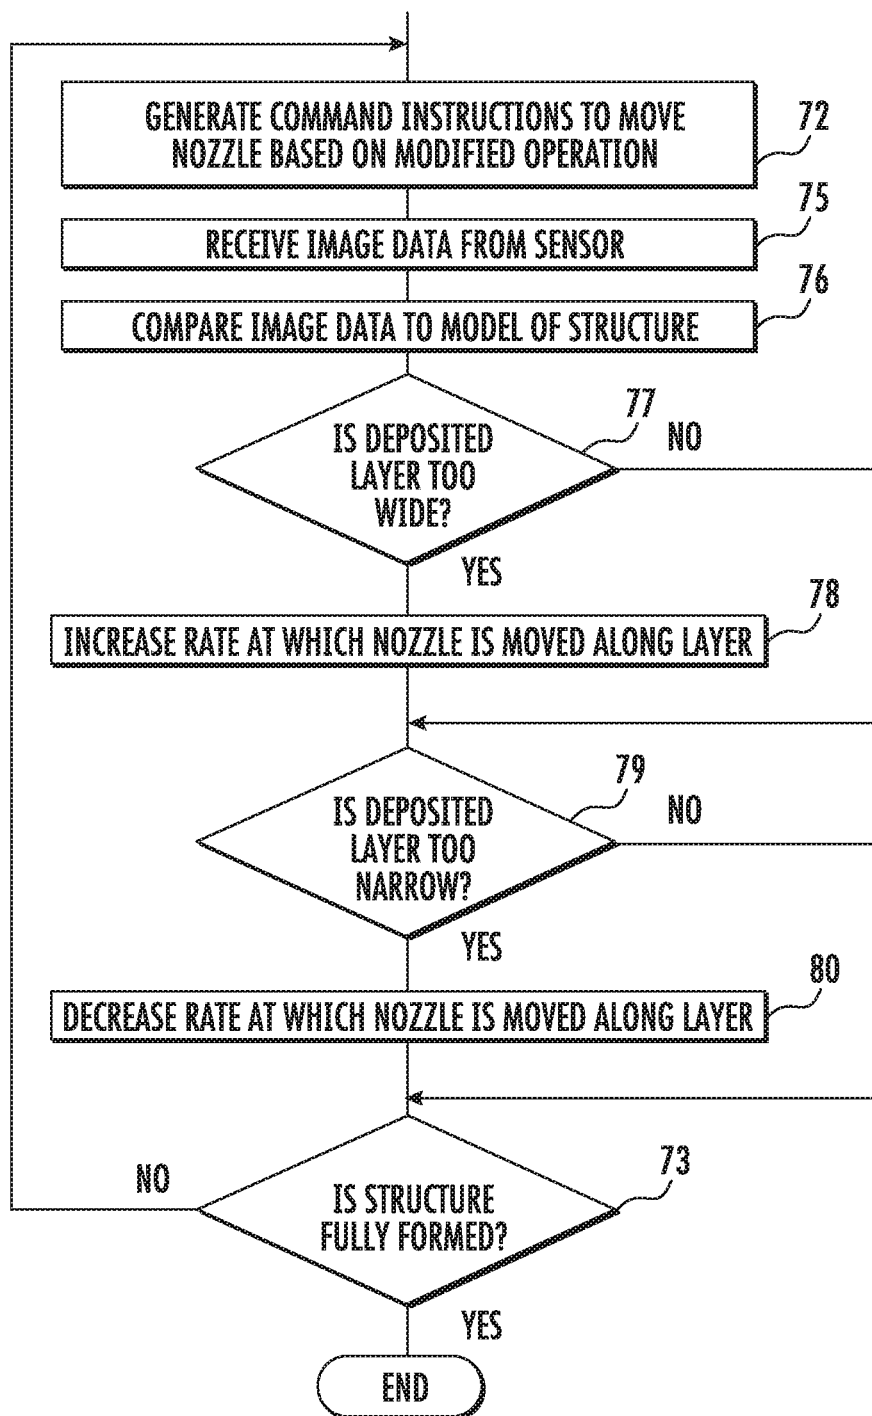 GENERATE COMMAND INSTRUCTIONS TO MOVE
NOZZLE BASED ON MODIFIED OPERATION
72
75
RECEIVE IMAGE DATA FROM SENSOR
76
COMPARE IMAGE DATA TO MODEL OF STRUCTURE
77
NO
IS DEPOSITED
LAYER TOO
WIDE?
YES
78
INCREASE RATE AT WHICH NOZZLE IS MOVED ALONG LAYER
79
NO
IS DEPOSITED
LAYER TOO
NARROW?
YES
80
DECREASE RATE AT WHICH NOZZLE IS MOVED ALONG LAYER
NO
73
IS STRUCTURE
FULLY FORMED?
YES
END